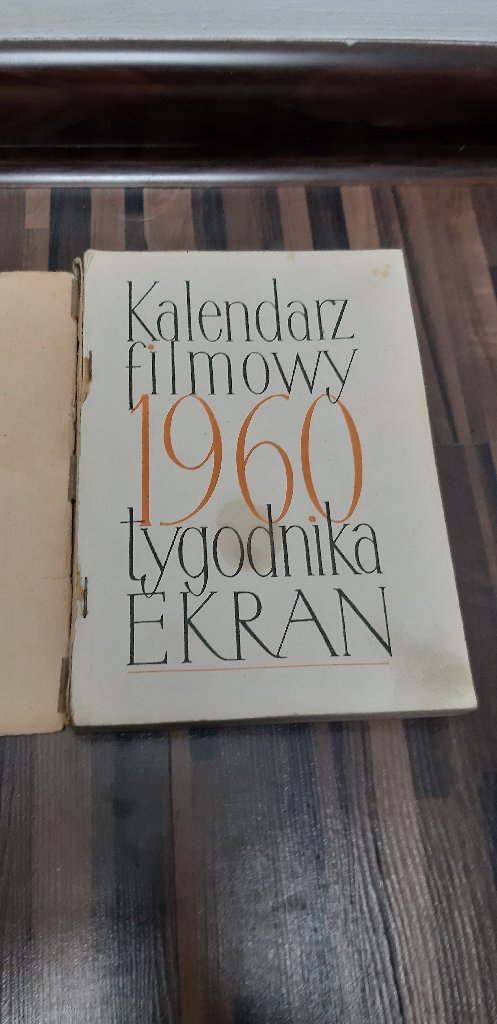 Kalendarz
filmowy
1960
tygodnika
EKRAN